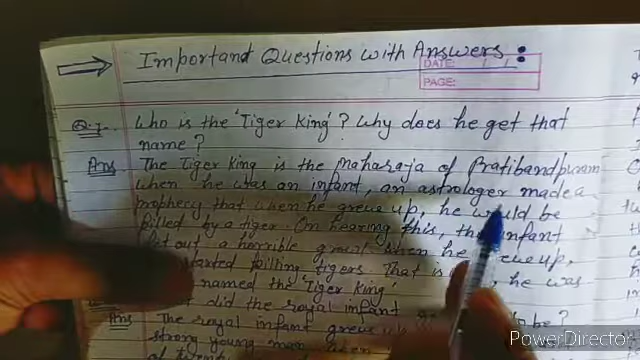 Important Questions with Answers:
DATE: / /
PAGE:
Q.1. Who is the 'Tiger King'? Why does he get that
name?
Ans The Tiger King is the Maharaja of Pratibandpuram
when he was an infant, an astrologer made a
prophecy that when he grew up, he would be
killed by a tiger. On hearing this, the infant
let out a horrible growl when he up,
started killing tigers. That is he was
named the 'Tiger King'
did the royal infant be?
Ans The royal infant grew
strong young man
PowerDirector